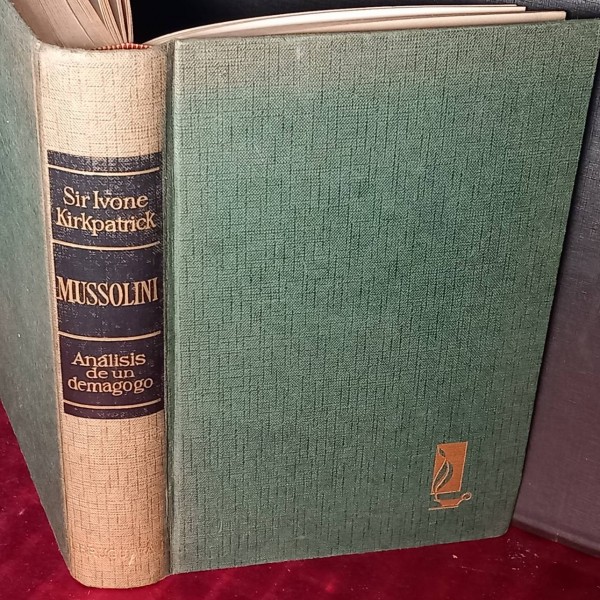 Sir Ivone
Kirkpatrick
MUSSOLINI
Análisis
de un
demagogo